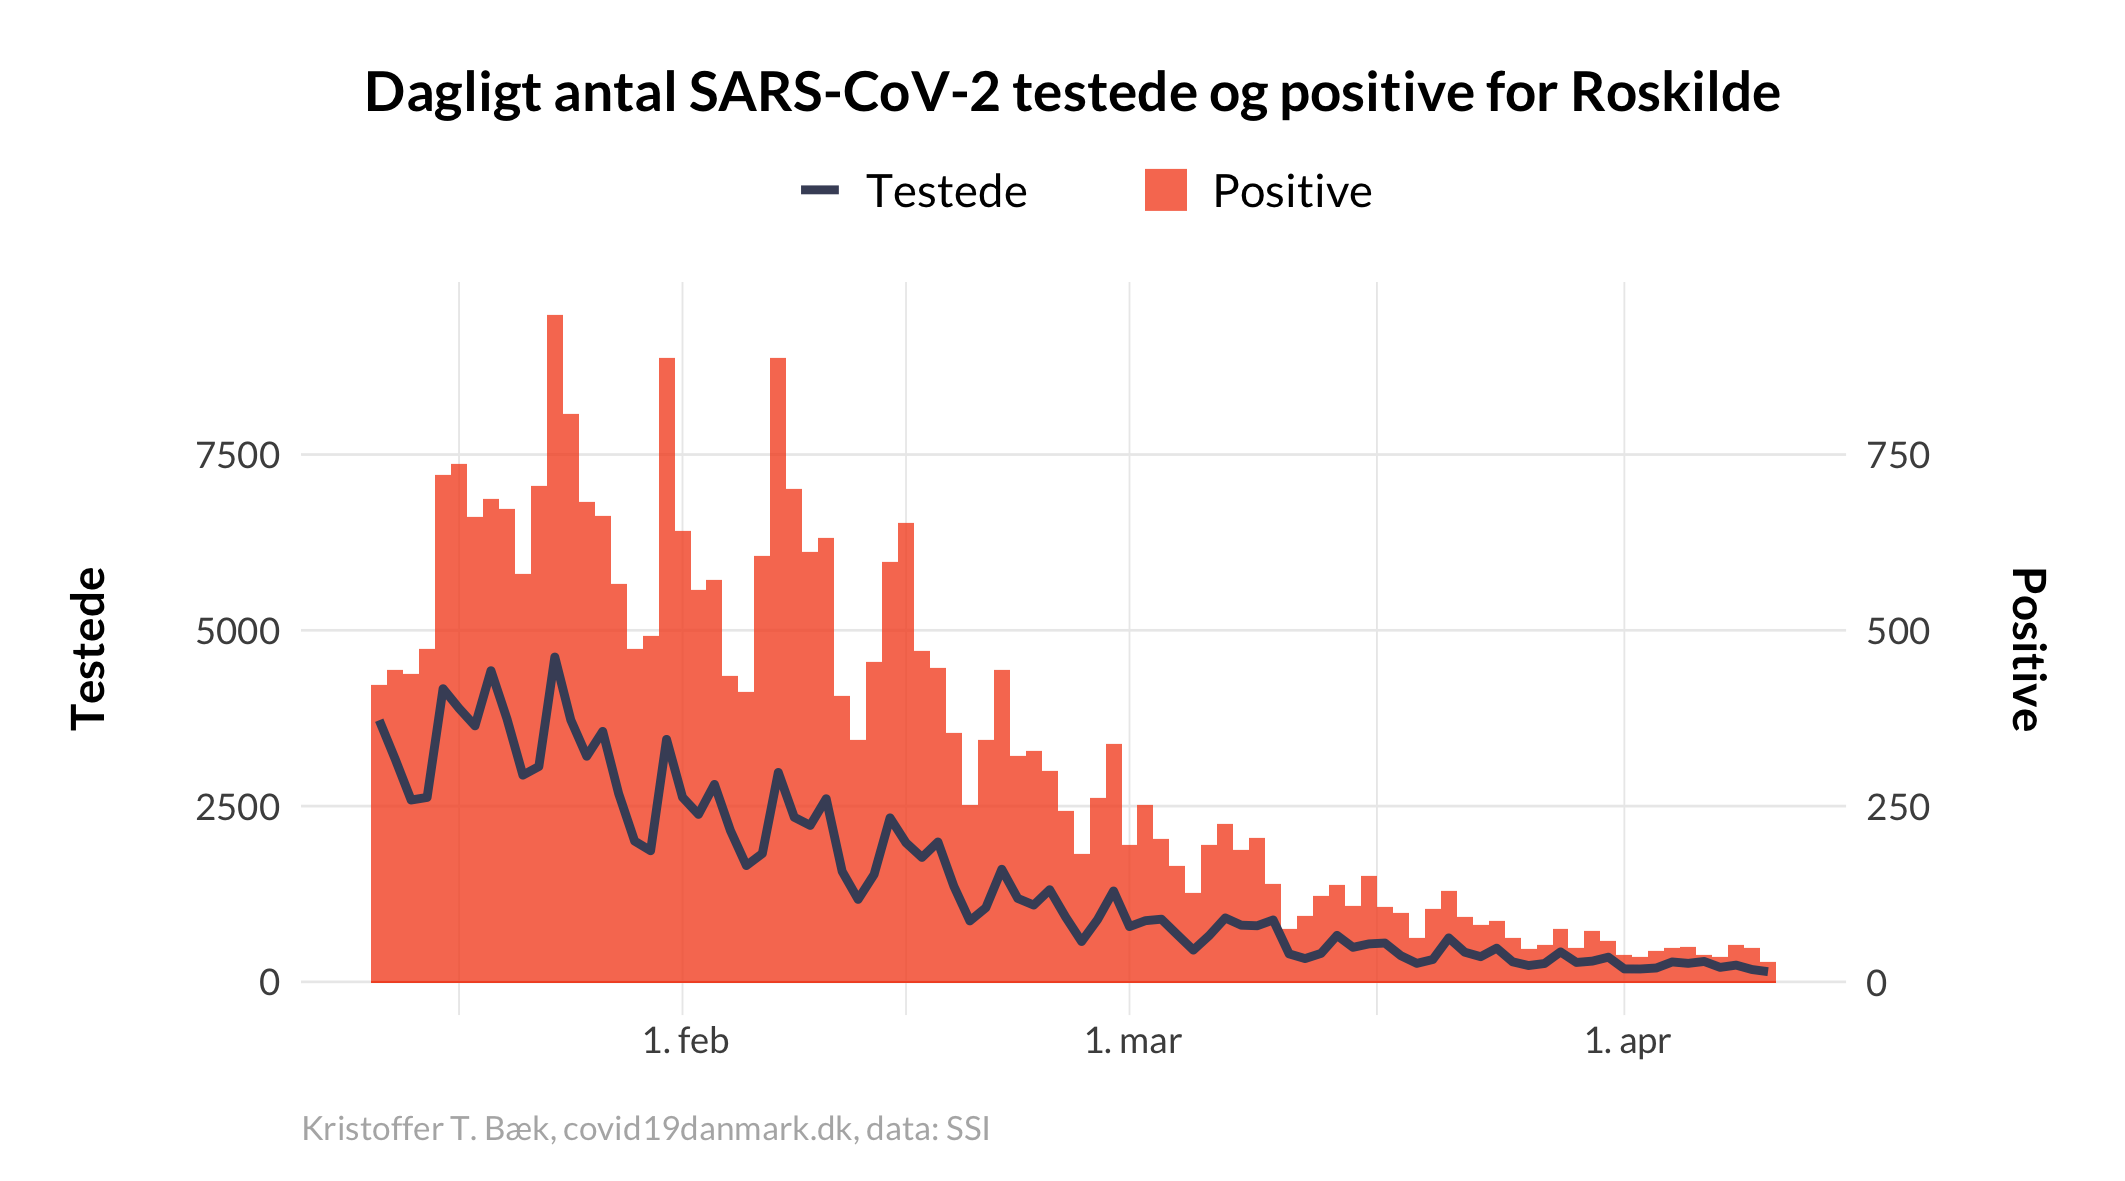 Dagligt antal SARS-CoV-2 testede og positive for Roskilde
Testede
Positive
Testede
7500
5000
2500
0
750
500
250
0
Positive
1. feb
1. mar
1. apr
Kristoffer T. Bæk, covid19danmark.dk, data: SSI